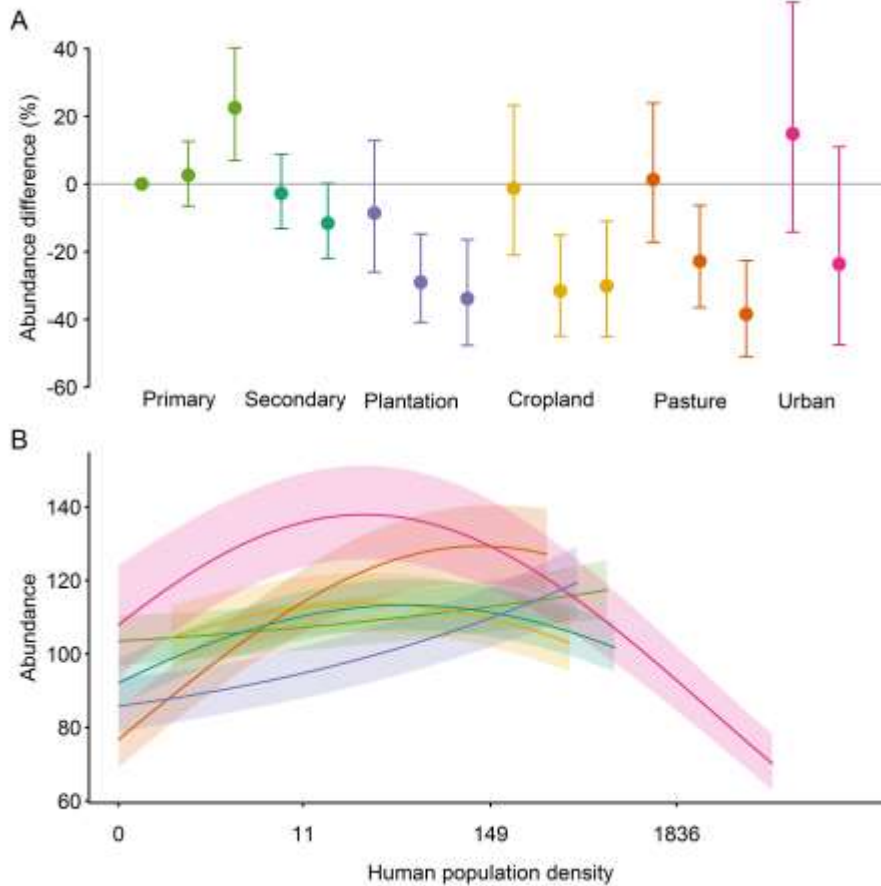 A
Abundance difference (%)
40
20
0
-20
-40
-60
Primary Secondary Plantation Cropland Pasture Urban
B
Abundance
140
120
100
80
60
0 11 149 1836
Human population density